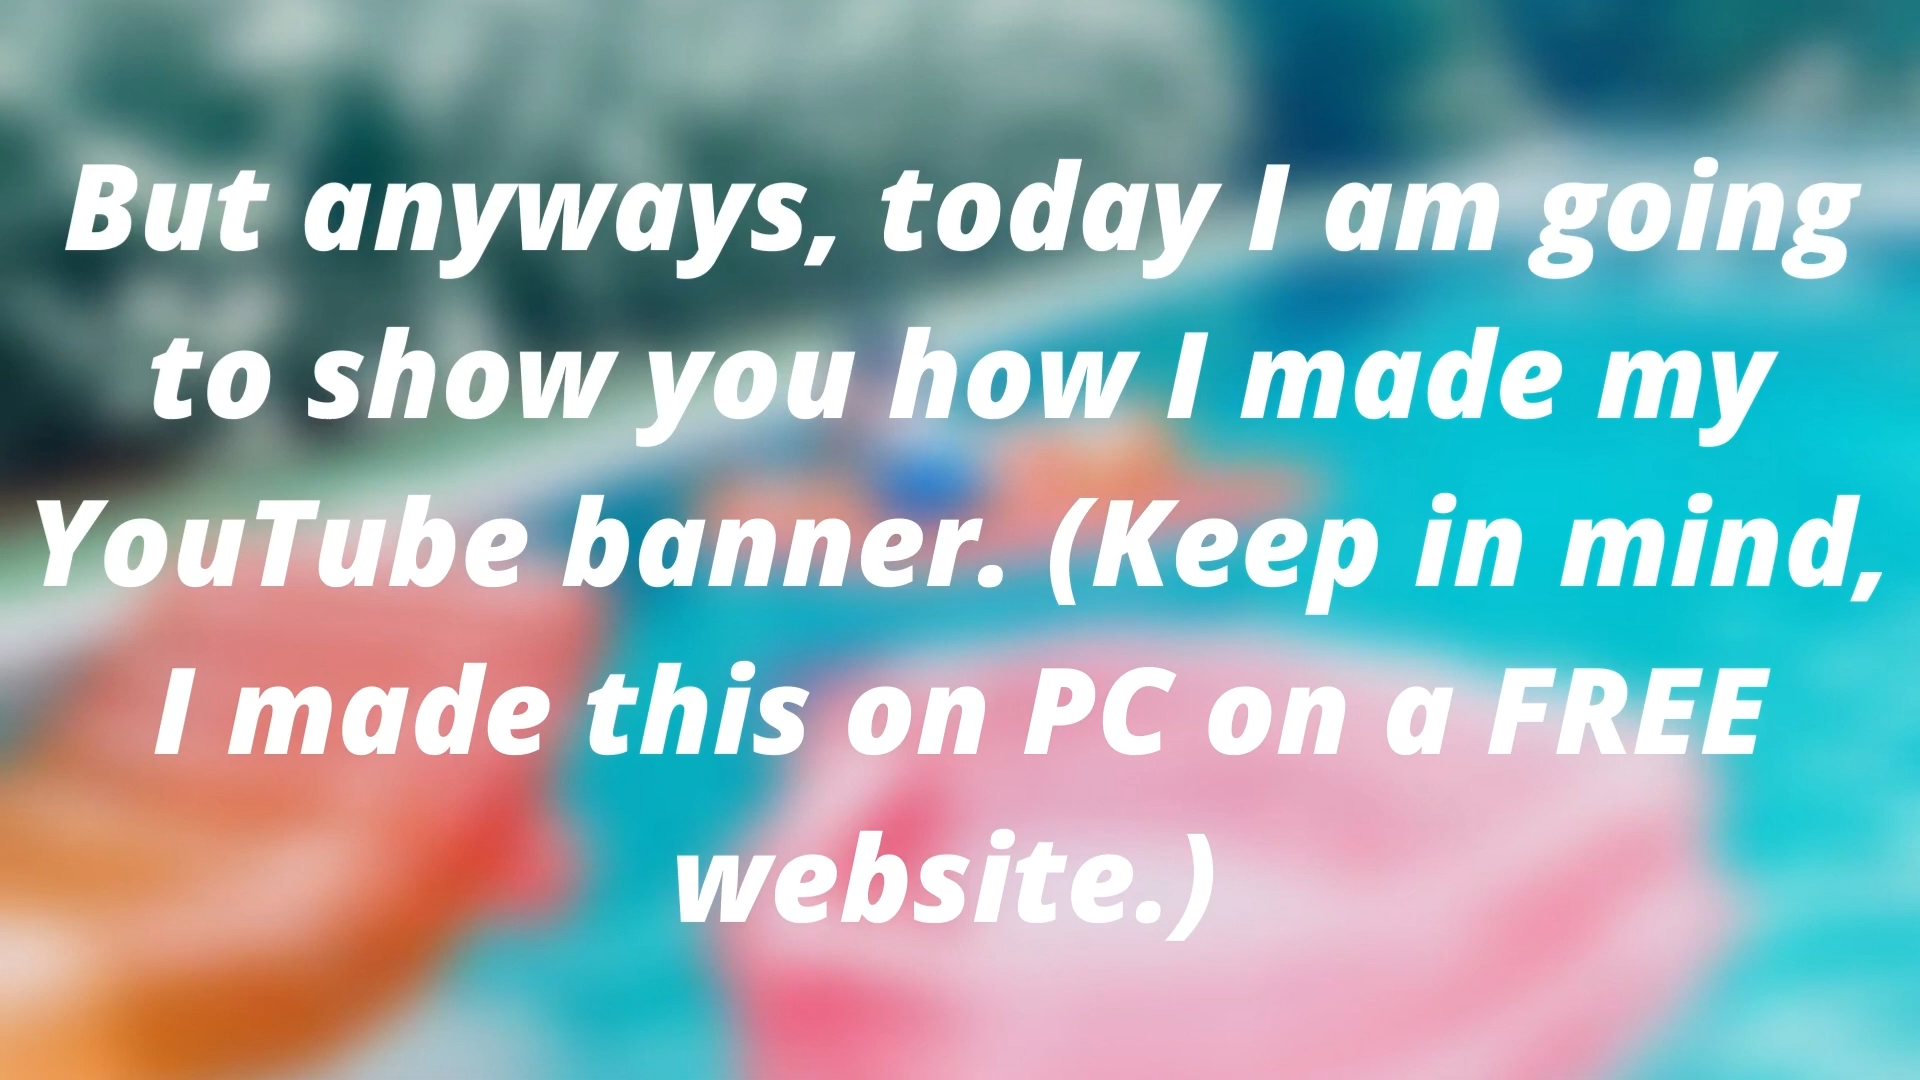 But anyways, today I am going
to show you how I made my
YouTube banner. (Keep in mind,
I made this on PC on a FREE
website.)